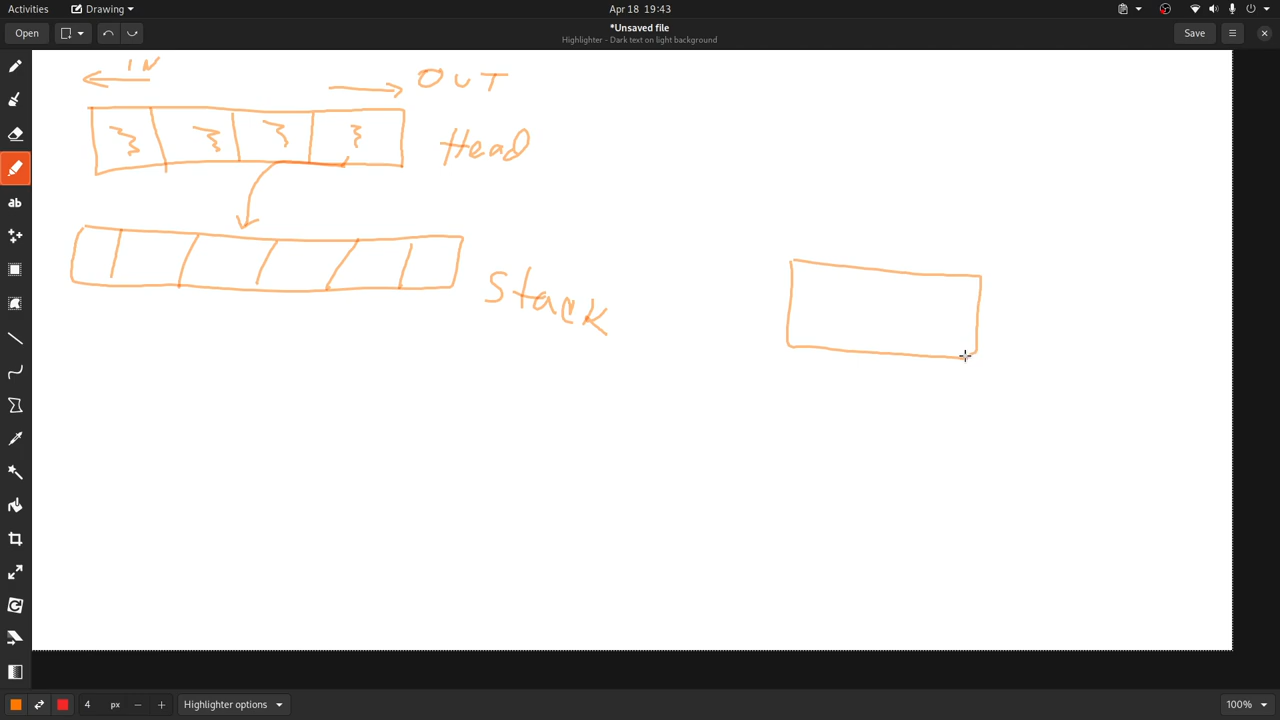 Activities
Drawing
Apr 18 19:43
Open
*Unsaved file
Highlighter - Dark text on light background
Save
IN
OUT
Head
Stack
ab
4 px − +
Highlighter options
100%